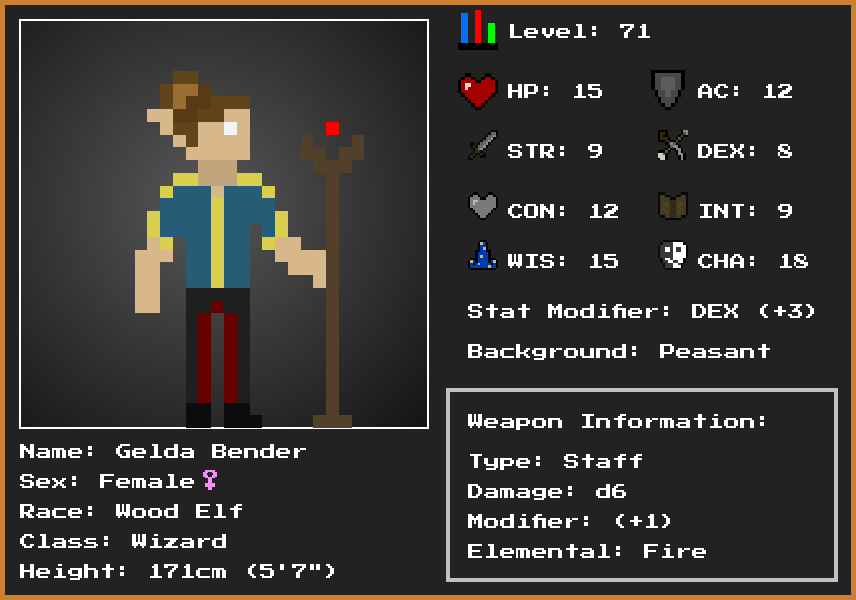 Level: 71
HP: 15 AC: 12
STR: 9 DEX: 8
CON: 12 INT: 9
WIS: 15 CHA: 18
Stat Modifier: DEX (+3)
Background: Peasant
Weapon Information:
Type: Staff
Damage: d6
Modifier: (+1)
Elemental: Fire
Name: Gelda Bender
Sex: Female♀
Race: Wood Elf
Class: Wizard
Height: 171cm (5'7")